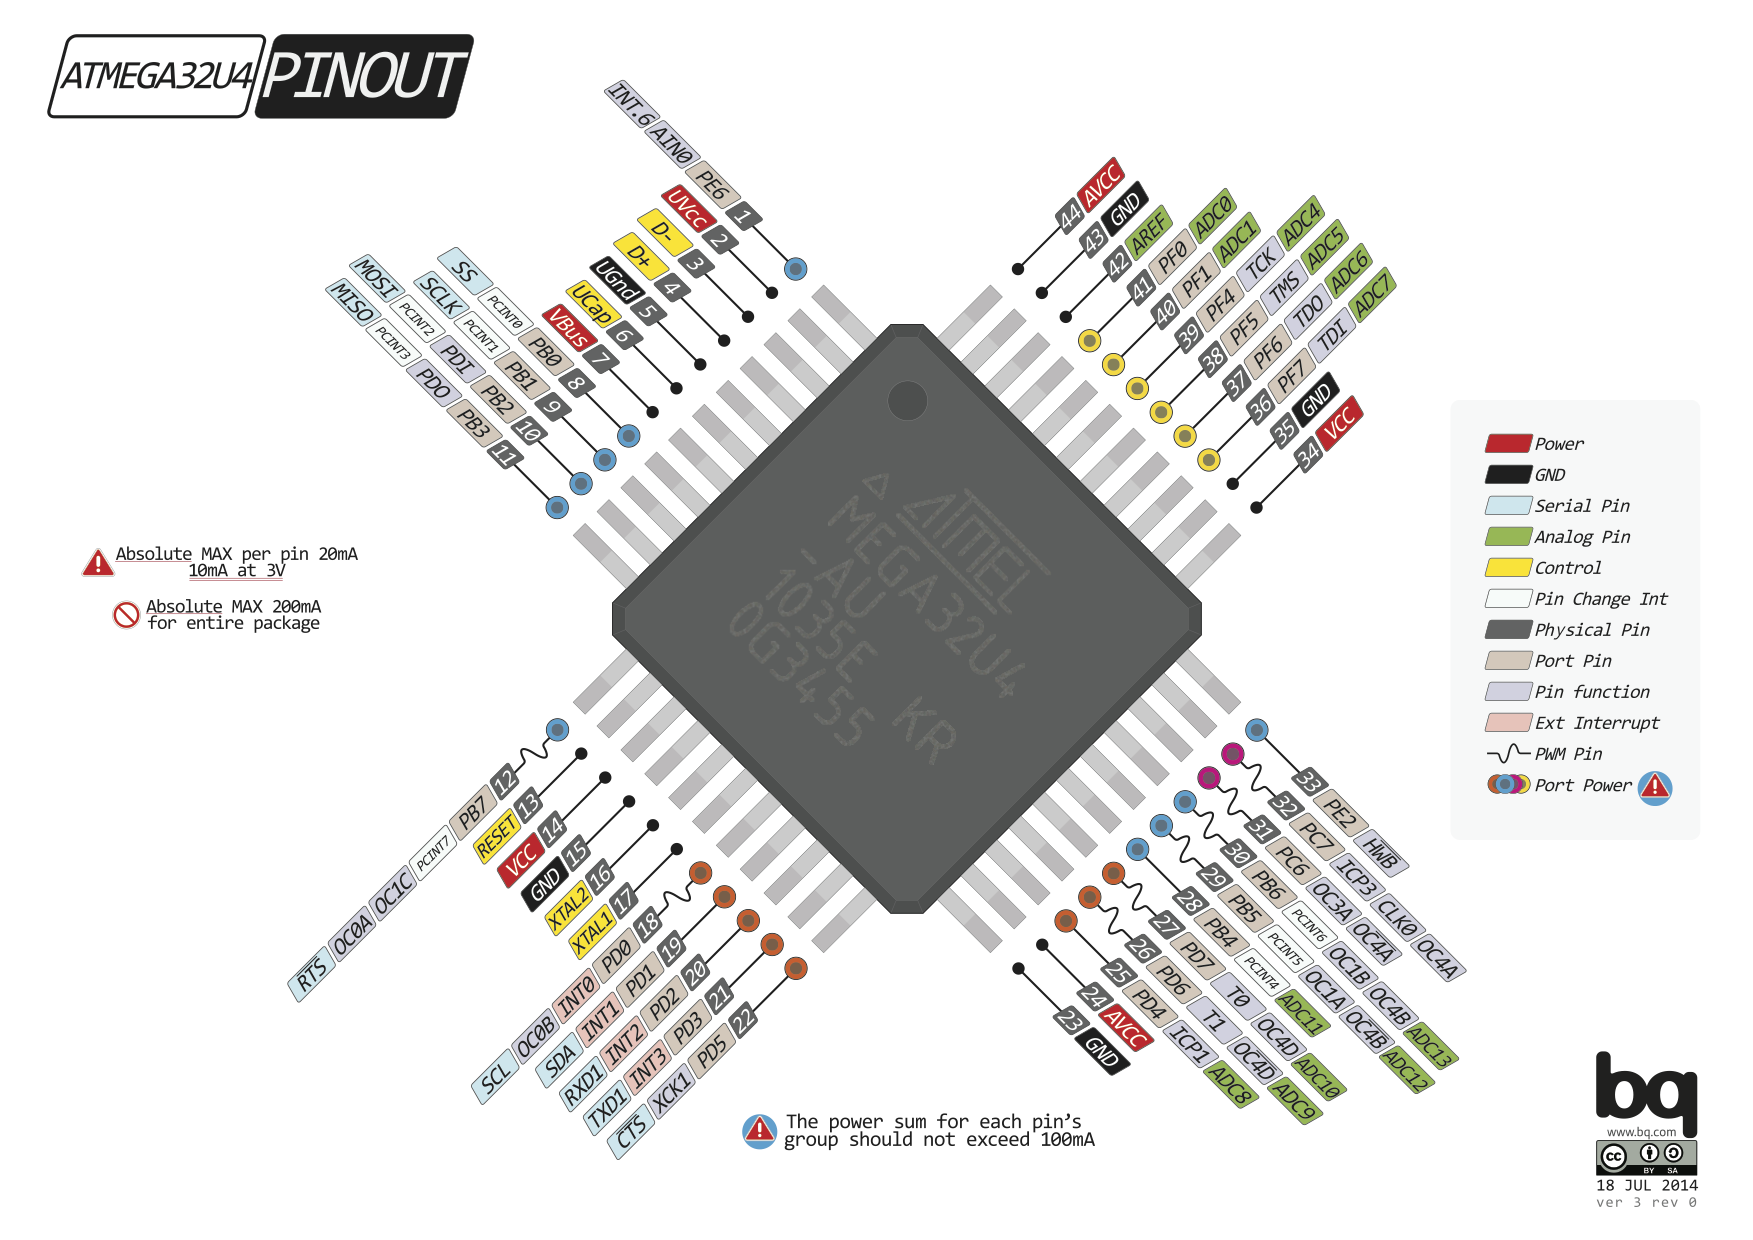 ATMEGA32U4 PINOUT
INT.6 AIN0 PE6 1
UVcc 2
D- 3
D+ 4
UGnd 5
UCap 6
VBus 7
SS PCINT0 PB0 8
SCLK PCINT1 PB1 9
MOSI PCINT2 PDI PB2 10
MISO PCINT3 PDO PB3 11
44 AVCC
43 GND
42 AREF
41 PF0 ADC0
40 PF1 ADC1
39 PF4 TCK ADC4
38 PF5 TMS ADC5
37 PF6 TDO ADC6
36 PF7 TDI ADC7
35 GND
34 VCC
ATMEL
MEGA32U4
-AU
1035E KR
0G3455
Absolute MAX per pin 20mA
10mA at 3V
Absolute MAX 200mA
for entire package
Power
GND
Serial Pin
Analog Pin
Control
Pin Change Int
Physical Pin
Port Pin
Pin function
Ext Interrupt
PWM Pin
Port Power
RTS OC0A OC1C PCINT7 PB7 12
RESET 13
VCC 14
GND 15
XTAL2 16
XTAL1 17
SCL OC0B INT0 PD0 18
SDA INT1 PD1 19
RXD1 INT2 PD2 20
TXD1 INT3 PD3 21
CTS XCK1 PD5 22
33 PE2 HWB
32 PC7 ICP3 CLK0 OC4A
31 PC6 OC3A OC4A
30 PB6 PCINT6 OC1B OC4B ADC13
29 PB5 PCINT5 OC1A OC4B ADC12
28 PB4 PCINT4 ADC11
27 PD7 T0 OC4D ADC10
26 PD6 T1 OC4D ADC9
25 PD4 ICP1 ADC8
24 AVCC
23 GND
The power sum for each pin's
group should not exceed 100mA
bq
www.bq.com
cc BY SA
18 JUL 2014
ver 3 rev 0